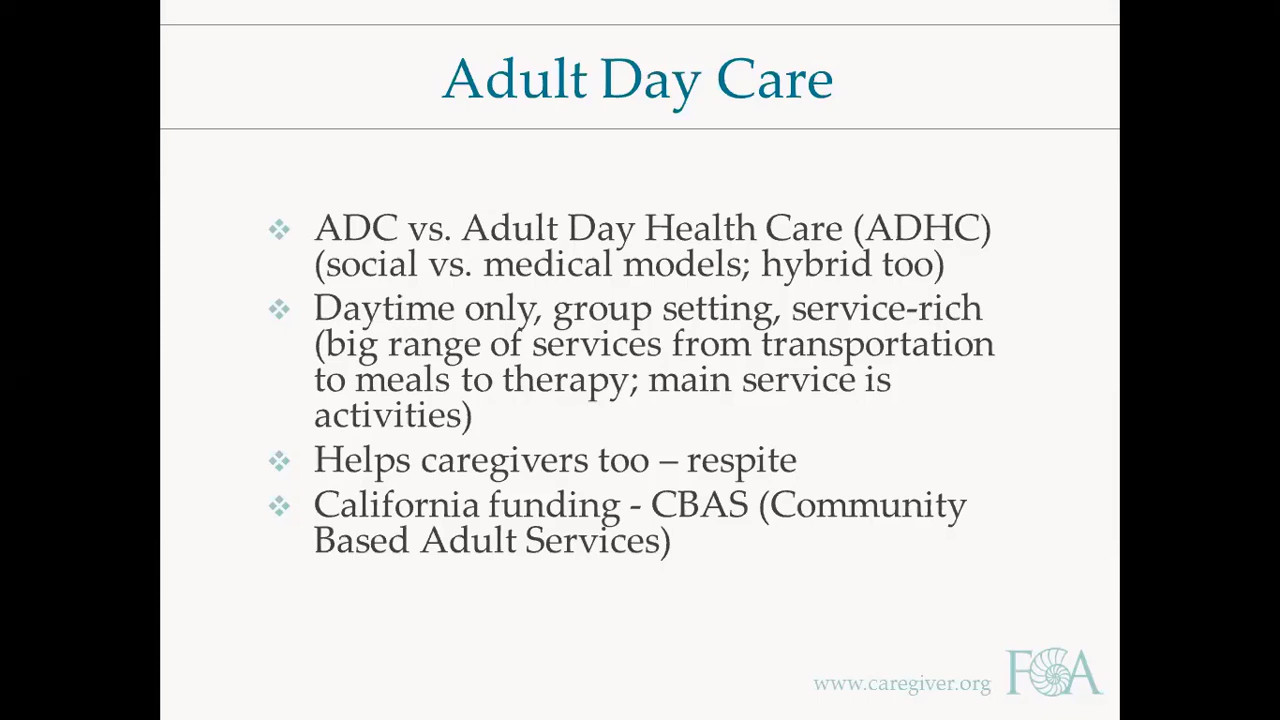 Adult Day Care
ADC vs. Adult Day Health Care (ADHC)
(social vs. medical models; hybrid too)
Daytime only, group setting, service-rich
(big range of services from transportation
to meals to therapy; main service is
activities)
Helps caregivers too – respite
California funding - CBAS (Community
Based Adult Services)
www.caregiver.org
FCA